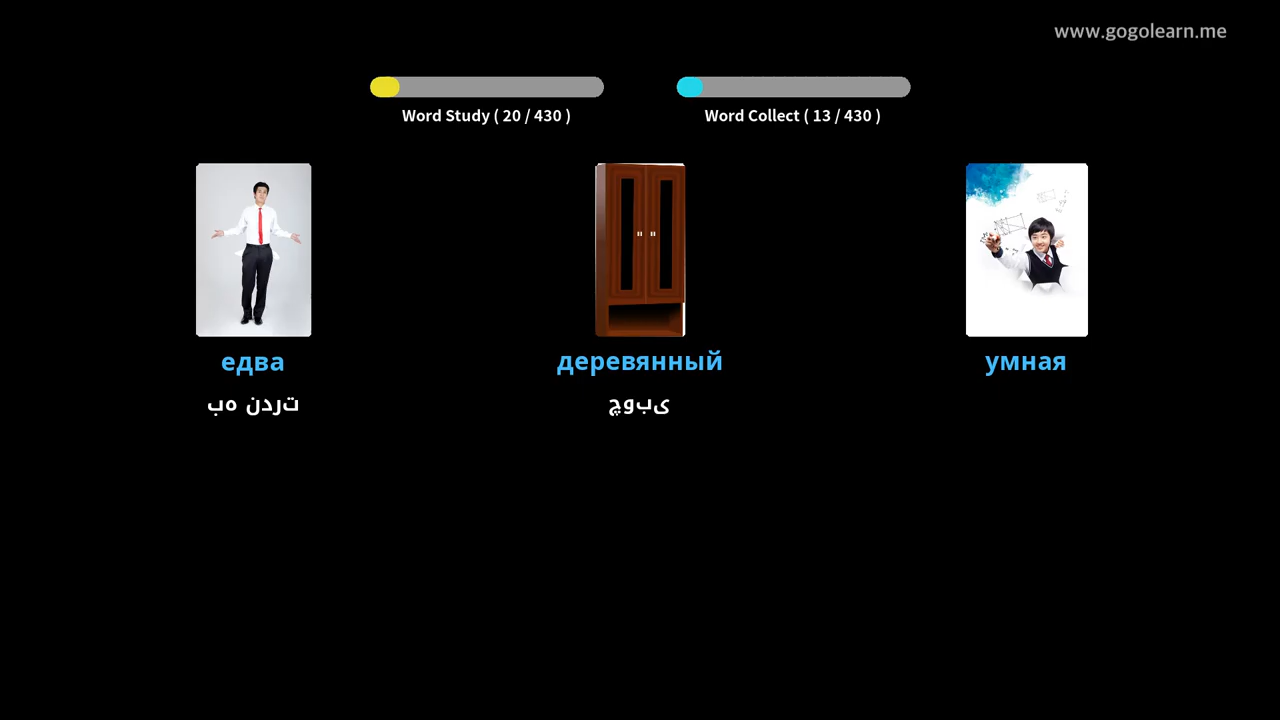 www.gogolearn.me
Word Study ( 20 / 430 )
Word Collect ( 13 / 430 )
едва
деревянный
умная
به ندرت
چوبی